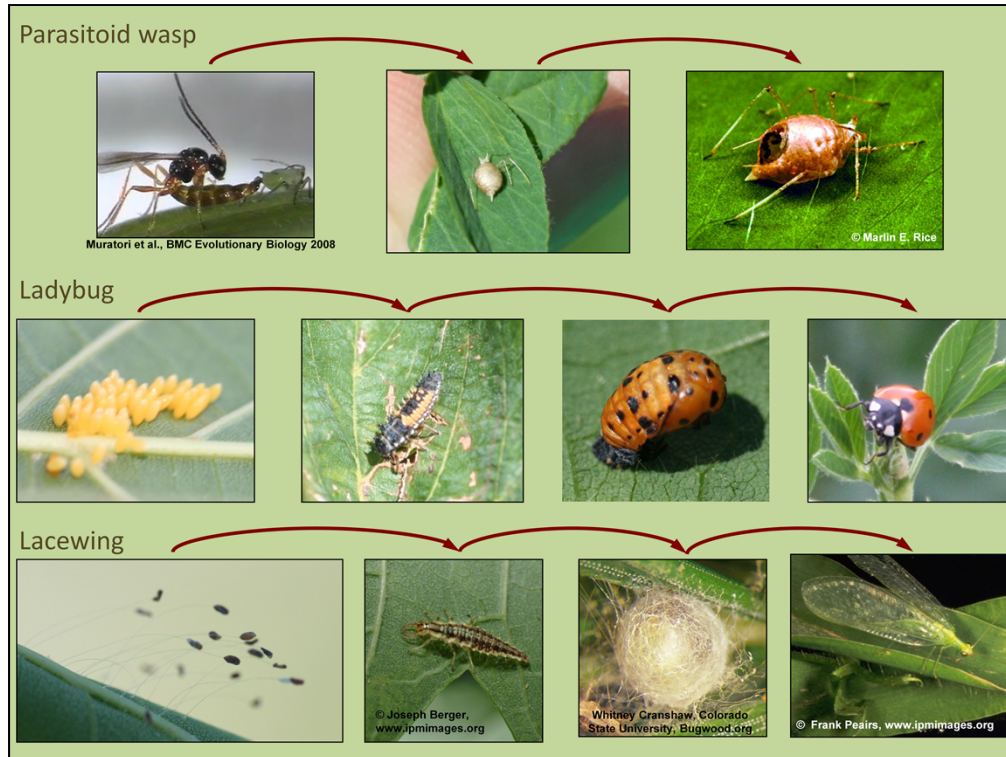 Parasitoid wasp
Muratori et al., BMC Evolutionary Biology 2008
© Marlin E. Rice
Ladybug
Lacewing
© Joseph Berger,
www.ipmimages.org
Whitney Cranshaw, Colorado
State University, Bugwood.org
© Frank Peairs, www.ipmimages.org